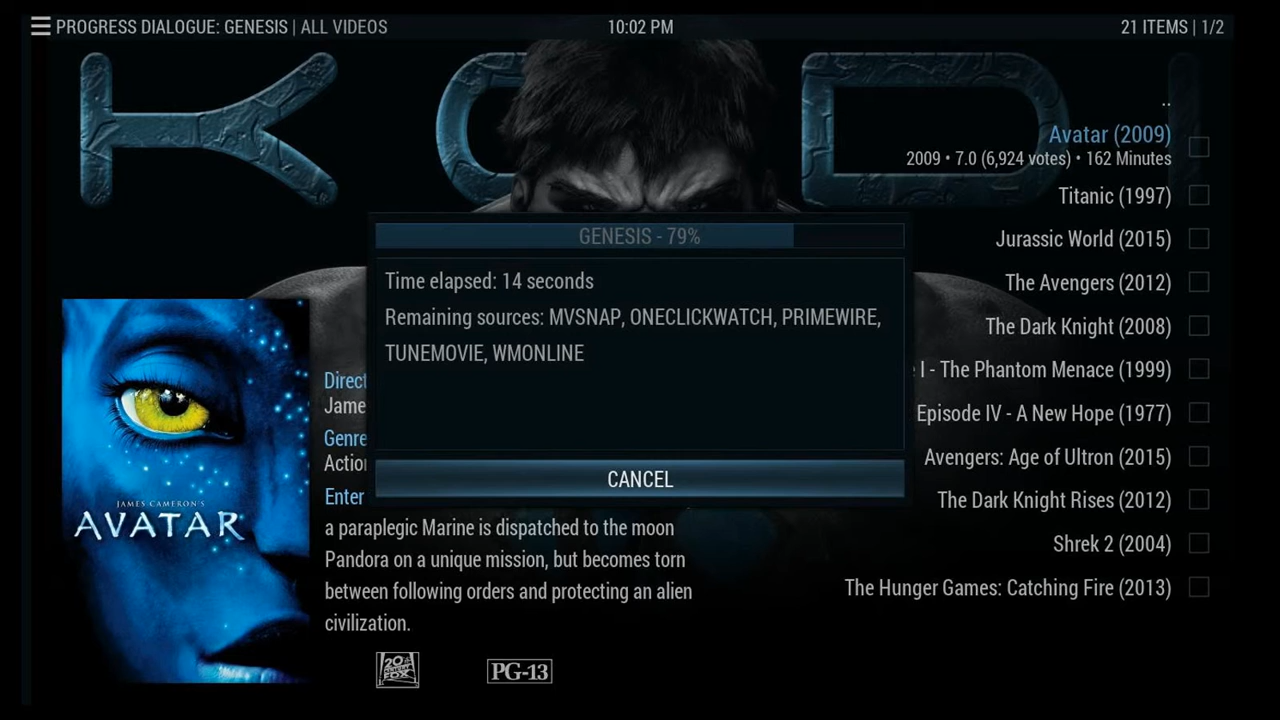 PROGRESS DIALOGUE: GENESIS | ALL VIDEOS
10:02 PM
21 ITEMS | 1/2
KODI
..
Avatar (2009)
2009 • 7.0 (6,924 votes) • 162 Minutes
Titanic (1997)
Jurassic World (2015)
The Avengers (2012)
The Dark Knight (2008)
I - The Phantom Menace (1999)
Episode IV - A New Hope (1977)
Avengers: Age of Ultron (2015)
The Dark Knight Rises (2012)
Shrek 2 (2004)
The Hunger Games: Catching Fire (2013)
GENESIS - 79%
Time elapsed: 14 seconds
Remaining sources: MVSNAP, ONECLICKWATCH, PRIMEWIRE,
TUNEMOVIE, WMONLINE
CANCEL
JAMES CAMERON'S
AVATAR
Direct
Jame
Genre
Action
Enter
a paraplegic Marine is dispatched to the moon
Pandora on a unique mission, but becomes torn
between following orders and protecting an alien
civilization.
20th
CENTURY
FOX
PG-13